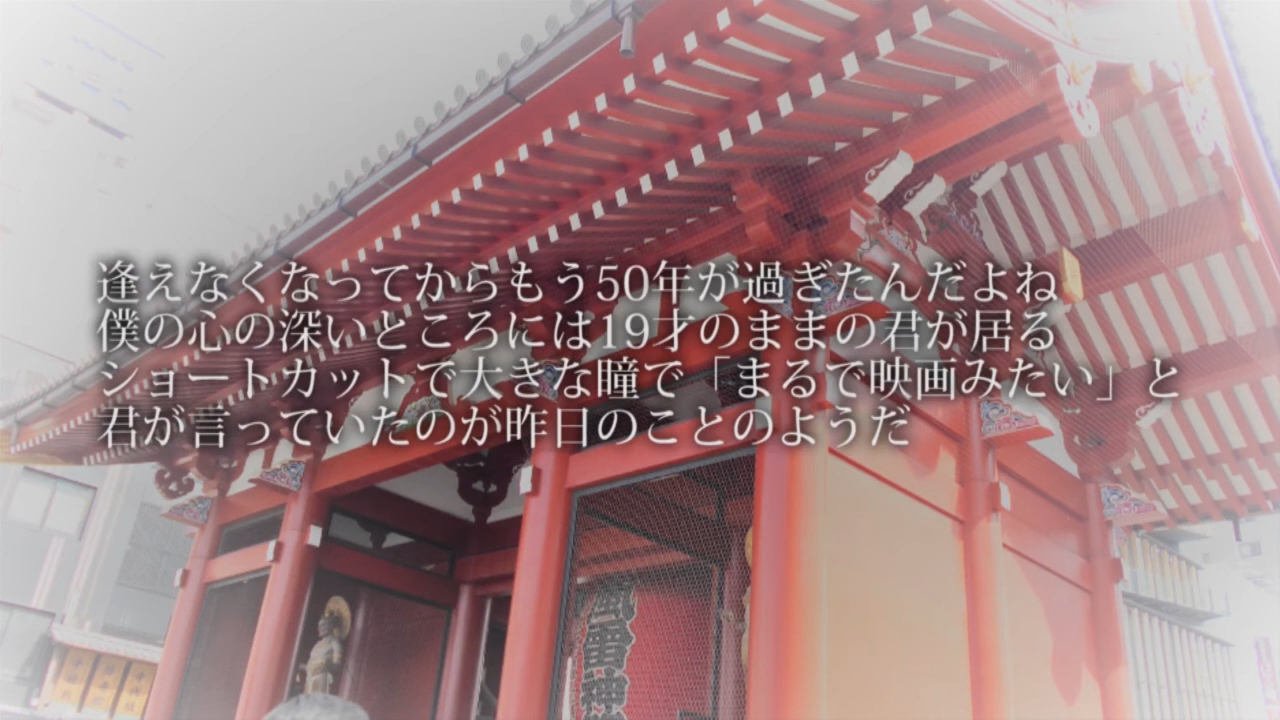 逢えなくなってからもう50年が過ぎたんだよね
僕の心の深いところには19才のままの君が居る
ショートカットで大きな瞳で「まるで映画みたい」と
君が言っていたのが昨日のことのようだ
風雷神